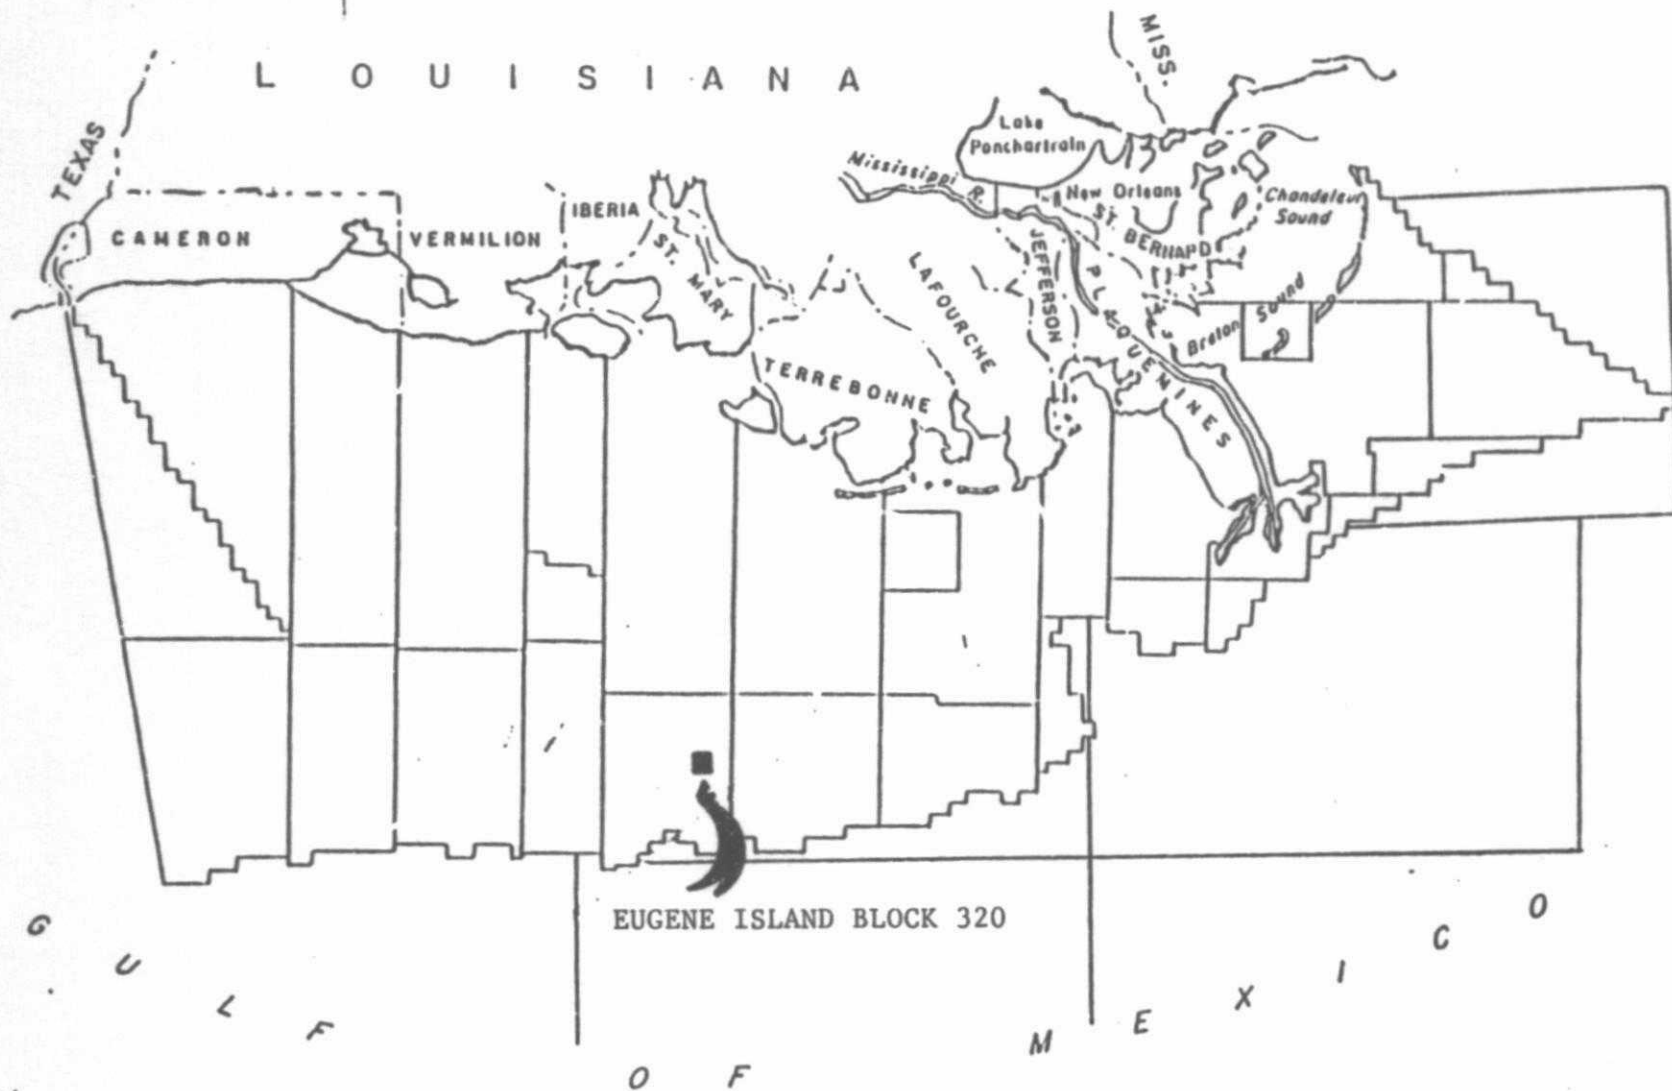 LOUISIANA
MISS.
TEXAS
Lake
Ponchartrain
Mississippi R.
New Orleans
Chandeleur
Sound
IBERIA
CAMERON
VERMILION
ST. MARY
ST. BERNARD
JEFFERSON
LAFOURCHE
PLAQUEMINES
Breton Sound
TERREBONNE
EUGENE ISLAND BLOCK 320
GULF OF MEXICO